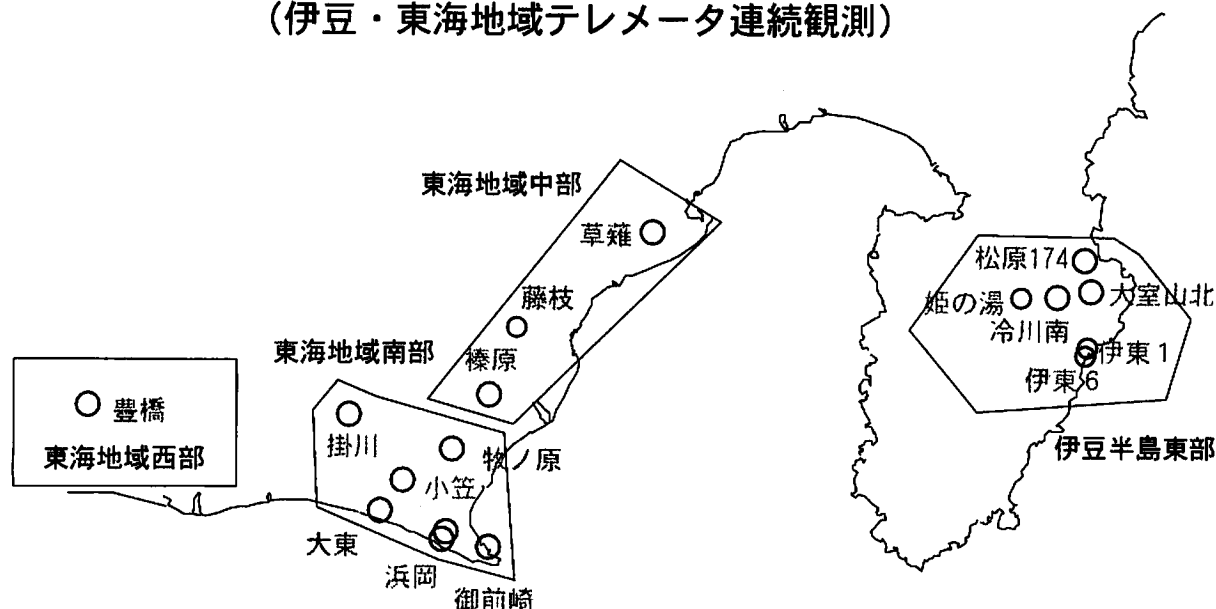 (伊豆・東海地域テレメータ連続観測)
東海地域中部
草薙
藤枝
榛原
東海地域南部
掛川
牧ノ原
小笠
大東
浜岡
御前崎
豊橋
東海地域西部
松原174
姫の湯
大室山北
冷川南
伊東1
伊東6
伊豆半島東部